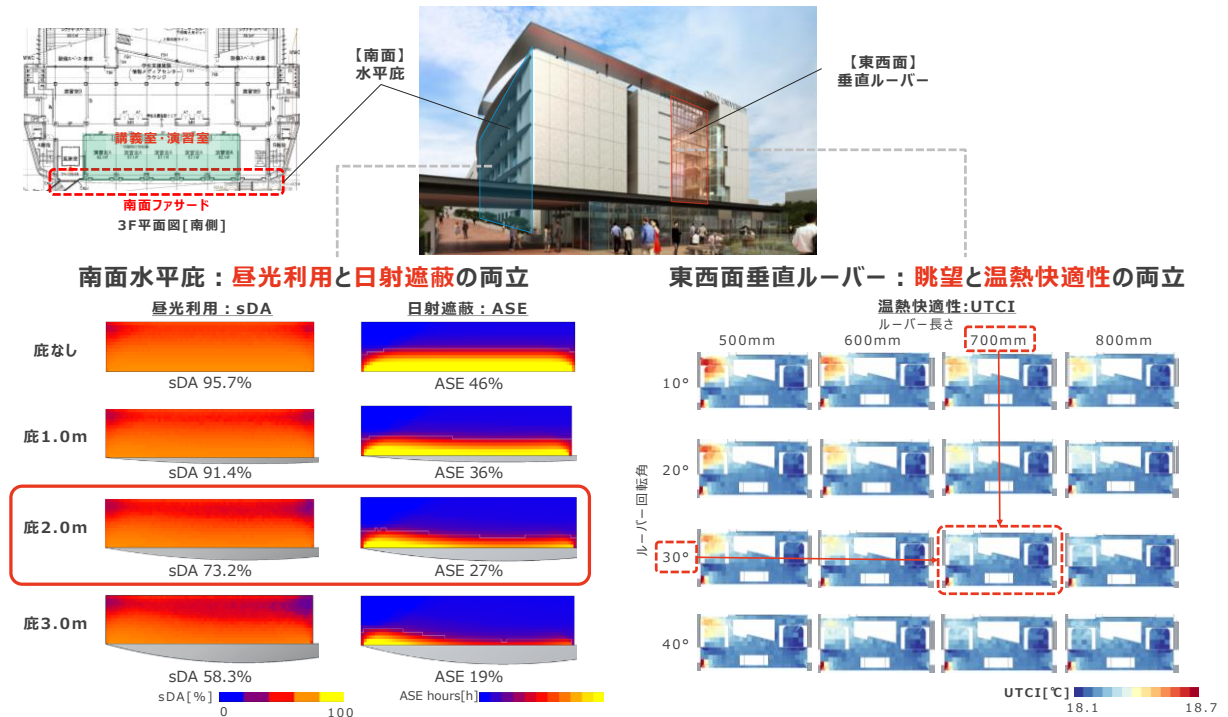 【南面】
水平庇
【東西面】
垂直ルーバー
講義室・演習室
南面ファサード
3F平面図[南側]
南面水平庇：昼光利用と日射遮蔽の両立
昼光利用：sDA
日射遮蔽：ASE
庇なし
sDA 95.7%
ASE 46%
庇1.0m
sDA 91.4%
ASE 36%
庇2.0m
sDA 73.2%
ASE 27%
庇3.0m
sDA 58.3%
ASE 19%
sDA[%]
0
100
ASE hours[h]
東西面垂直ルーバー：眺望と温熱快適性の両立
温熱快適性:UTCI
ルーバー長さ
500mm
600mm
700mm
800mm
ルーバー回転角
10°
20°
30°
40°
UTCI[℃]
18.1
18.7